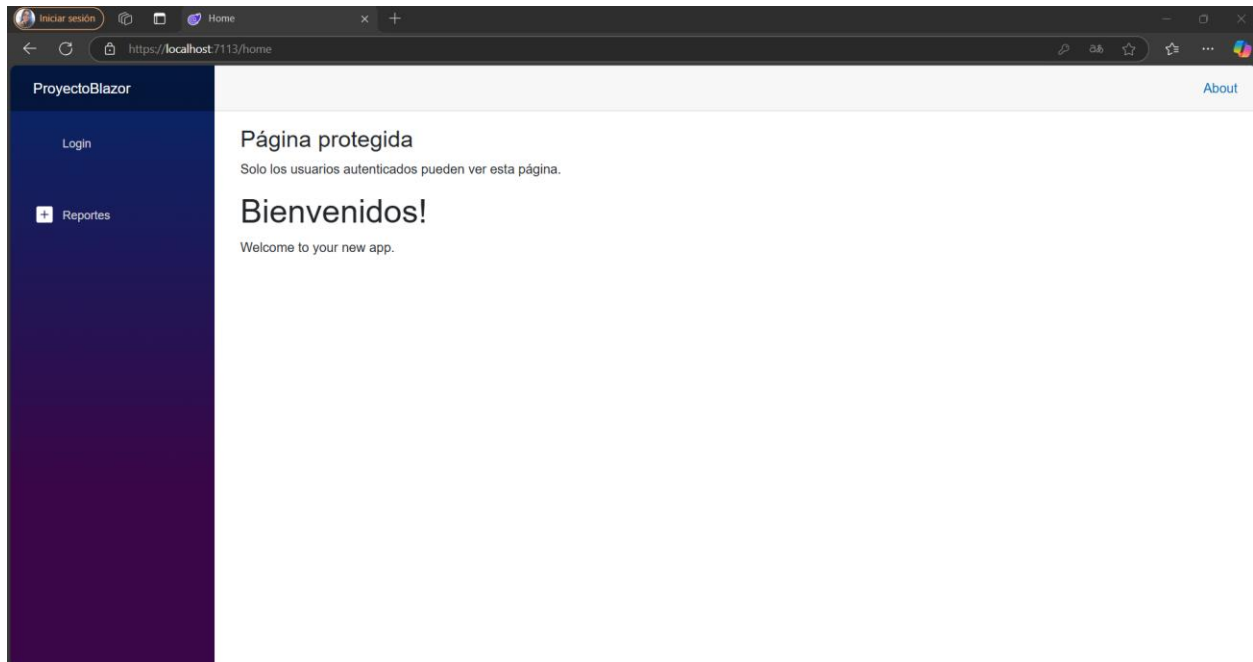 Iniciar sesión
Home
https://localhost:7113/home
ProyectoBlazor
About
Login
Reportes
Página protegida
Solo los usuarios autenticados pueden ver esta página.
Bienvenidos!
Welcome to your new app.